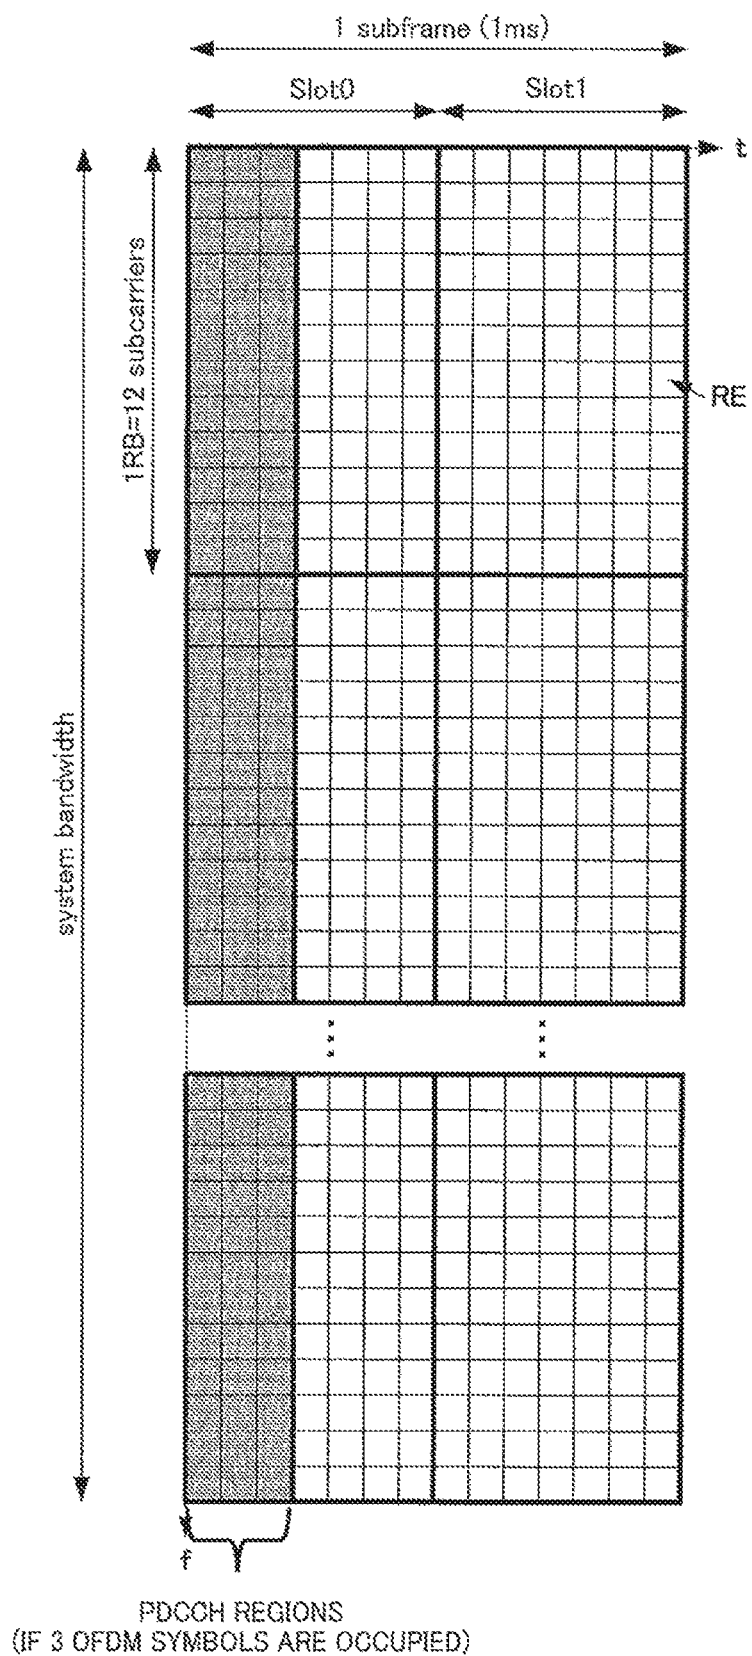 1 subframe (1ms)
Slot0 Slot1
t
1RB=12 subcarriers
RE
system bandwidth
f
PDCCH REGIONS
(IF 3 OFDM SYMBOLS ARE OCCUPIED)